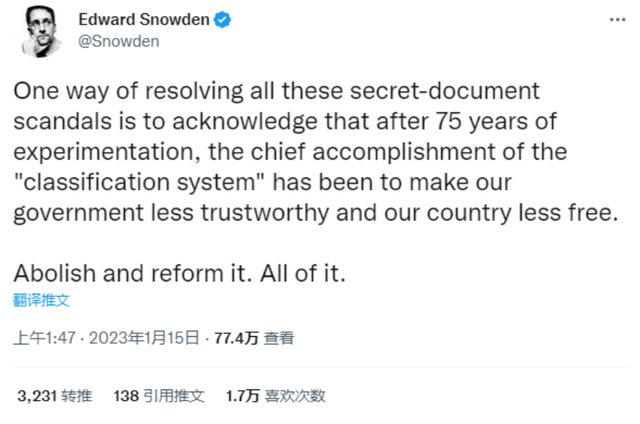 Edward Snowden
@Snowden
One way of resolving all these secret-document
scandals is to acknowledge that after 75 years of
experimentation, the chief accomplishment of the
"classification system" has been to make our
government less trustworthy and our country less free.
Abolish and reform it. All of it.
翻译推文
上午1:47 · 2023年1月15日 · 77.4万 查看
3,231 转推 138 引用推文 1.7万 喜欢次数